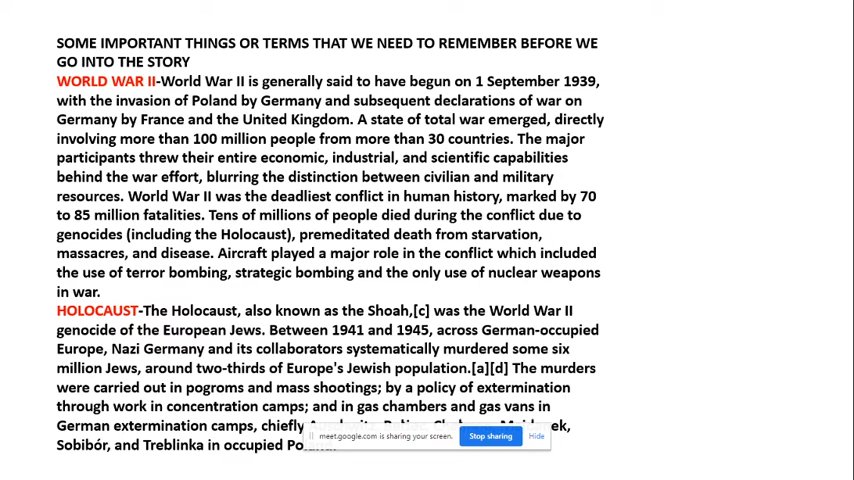 SOME IMPORTANT THINGS OR TERMS THAT WE NEED TO REMEMBER BEFORE WE
GO INTO THE STORY
WORLD WAR II-World War II is generally said to have begun on 1 September 1939,
with the invasion of Poland by Germany and subsequent declarations of war on
Germany by France and the United Kingdom. A state of total war emerged, directly
involving more than 100 million people from more than 30 countries. The major
participants threw their entire economic, industrial, and scientific capabilities
behind the war effort, blurring the distinction between civilian and military
resources. World War II was the deadliest conflict in human history, marked by 70
to 85 million fatalities. Tens of millions of people died during the conflict due to
genocides (including the Holocaust), premeditated death from starvation,
massacres, and disease. Aircraft played a major role in the conflict which included
the use of terror bombing, strategic bombing and the only use of nuclear weapons
in war.
HOLOCAUST-The Holocaust, also known as the Shoah,[c] was the World War II
genocide of the European Jews. Between 1941 and 1945, across German-occupied
Europe, Nazi Germany and its collaborators systematically murdered some six
million Jews, around two-thirds of Europe's Jewish population.[a][d] The murders
were carried out in pogroms and mass shootings; by a policy of extermination
through work in concentration camps; and in gas chambers and gas vans in
German extermination camps, chiefly
Sobibór, and Treblinka in occupied
meet.google.com is sharing your screen. Stop sharing Hide